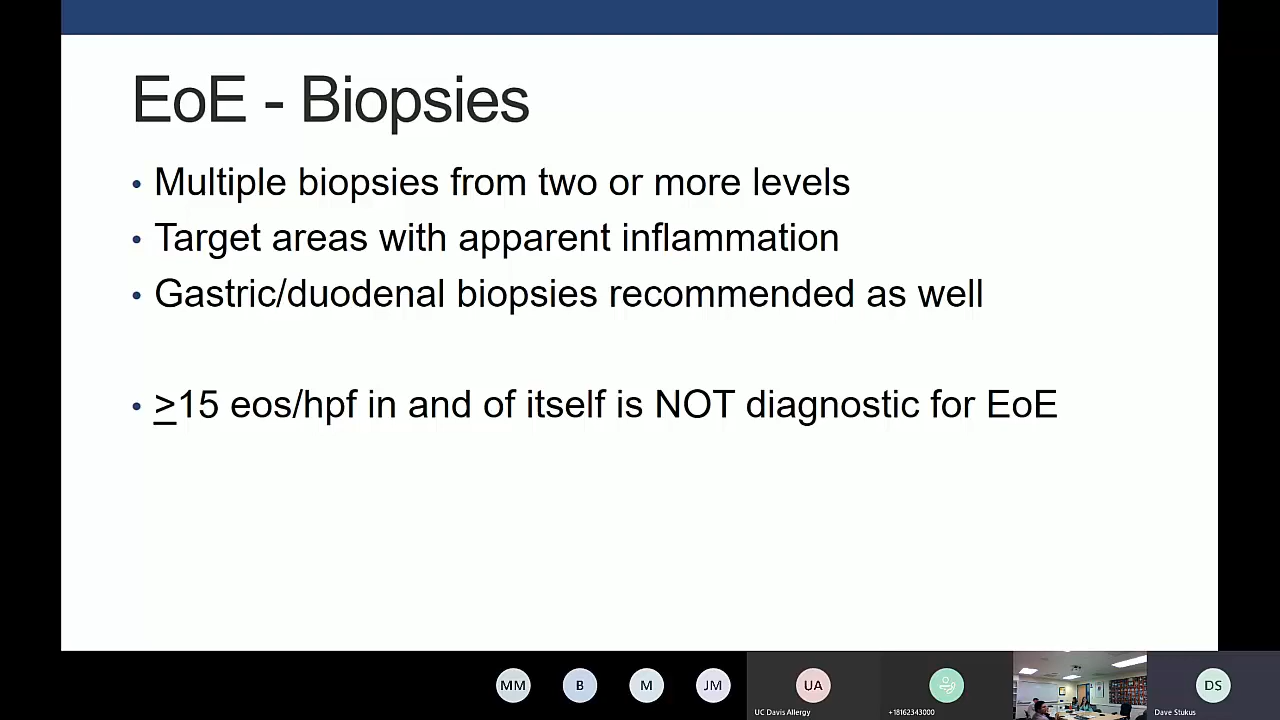 EoE - Biopsies
• Multiple biopsies from two or more levels
• Target areas with apparent inflammation
• Gastric/duodenal biopsies recommended as well
• ≥15 eos/hpf in and of itself is NOT diagnostic for EoE
MM
B
M
JM
UA
DS
UC Davis Allergy
+18162343000
Dave Stukus